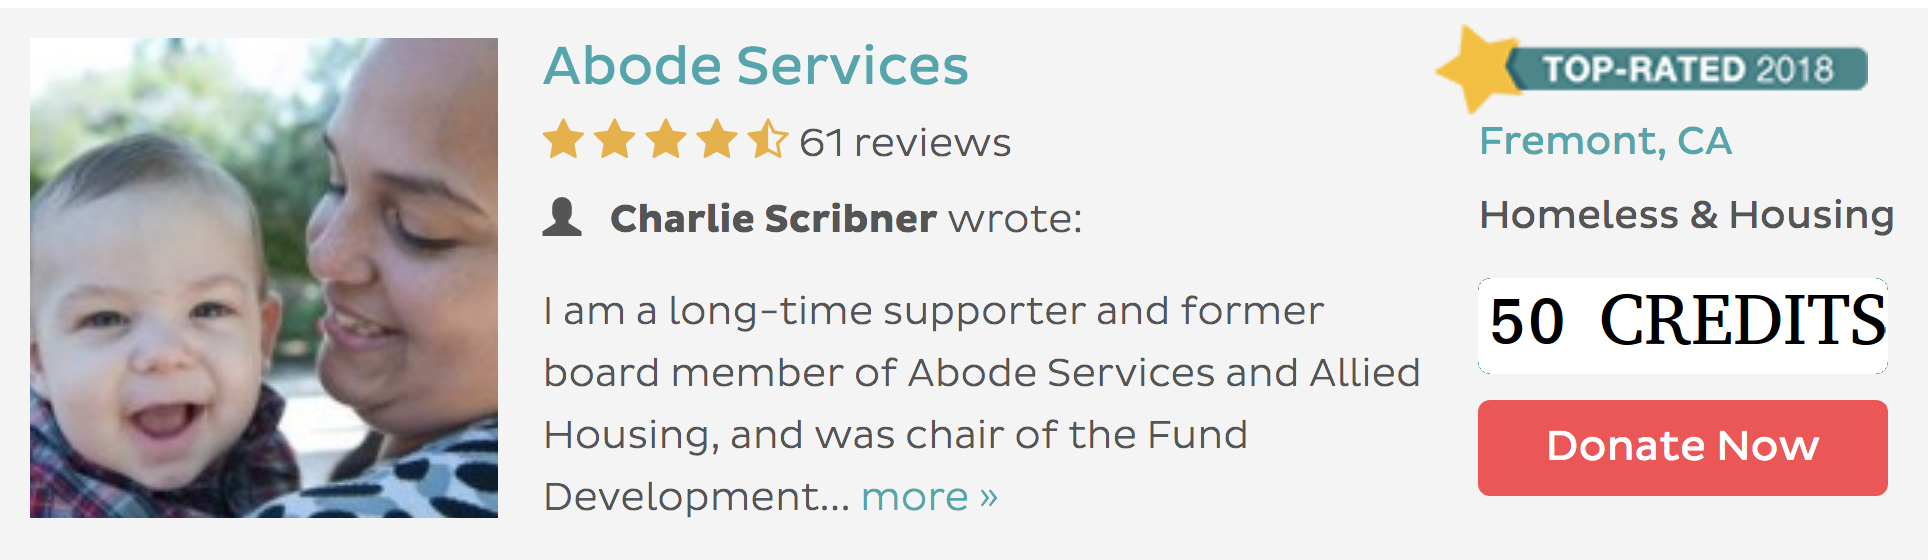 Abode Services
61 reviews
Charlie Scribner wrote:
I am a long-time supporter and former
board member of Abode Services and Allied
Housing, and was chair of the Fund
Development... more »
TOP-RATED 2018
Fremont, CA
Homeless & Housing
50 CREDITS
Donate Now